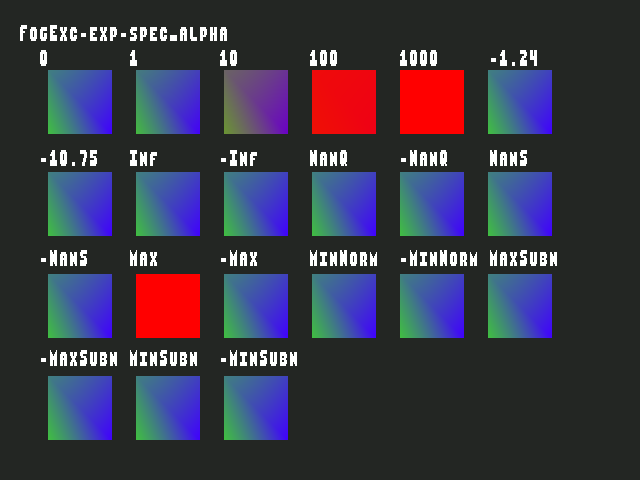 FogExc-exp-spec_alpha
0 1 10 100 1000 -1.24
-10.75 Inf -Inf NanQ -NanQ NanS
-NanS Max -Max MinNorm -MinNorm MaxSubN
-MaxSubN MinSubN -MinSubN